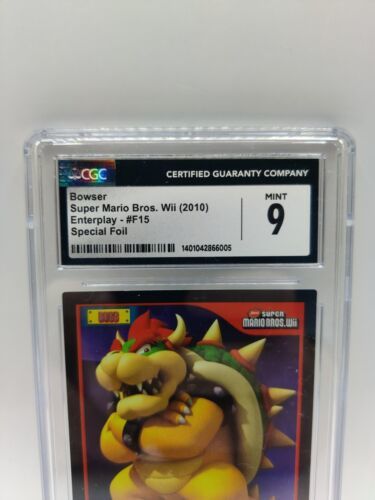 CGC
CERTIFIED GUARANTY COMPANY
Bowser
Super Mario Bros. Wii (2010)
Enterplay - #F15
Special Foil
MINT
9
1401042866005
BOSS
New SUPER
MARIO BROS. Wii